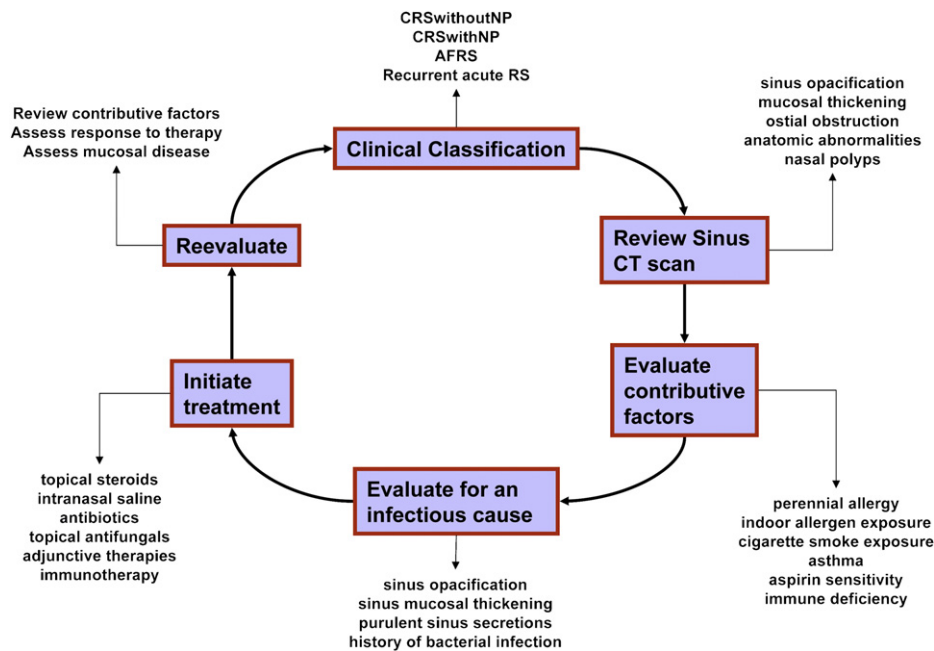 CRSwithoutNP
CRSwithNP
AFRS
Recurrent acute RS
Clinical Classification
sinus opacification
mucosal thickening
ostial obstruction
anatomic abnormalities
nasal polyps
Review Sinus
CT scan
Evaluate
contributive
factors
perennial allergy
indoor allergen exposure
cigarette smoke exposure
asthma
aspirin sensitivity
immune deficiency
Evaluate for an
infectious cause
sinus opacification
sinus mucosal thickening
purulent sinus secretions
history of bacterial infection
Initiate
treatment
topical steroids
intranasal saline
antibiotics
topical antifungals
adjunctive therapies
immunotherapy
Reevaluate
Review contributive factors
Assess response to therapy
Assess mucosal disease